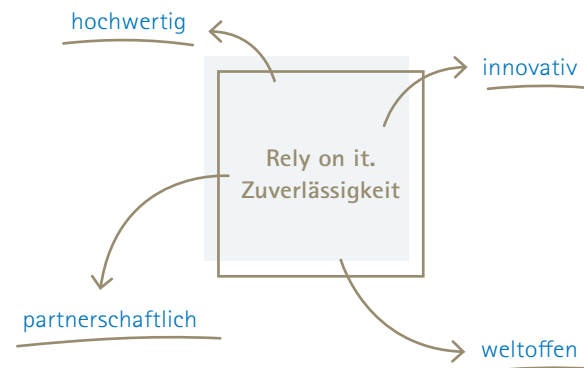 hochwertig
innovativ
Rely on it.
Zuverlässigkeit
partnerschaftlich
weltoffen